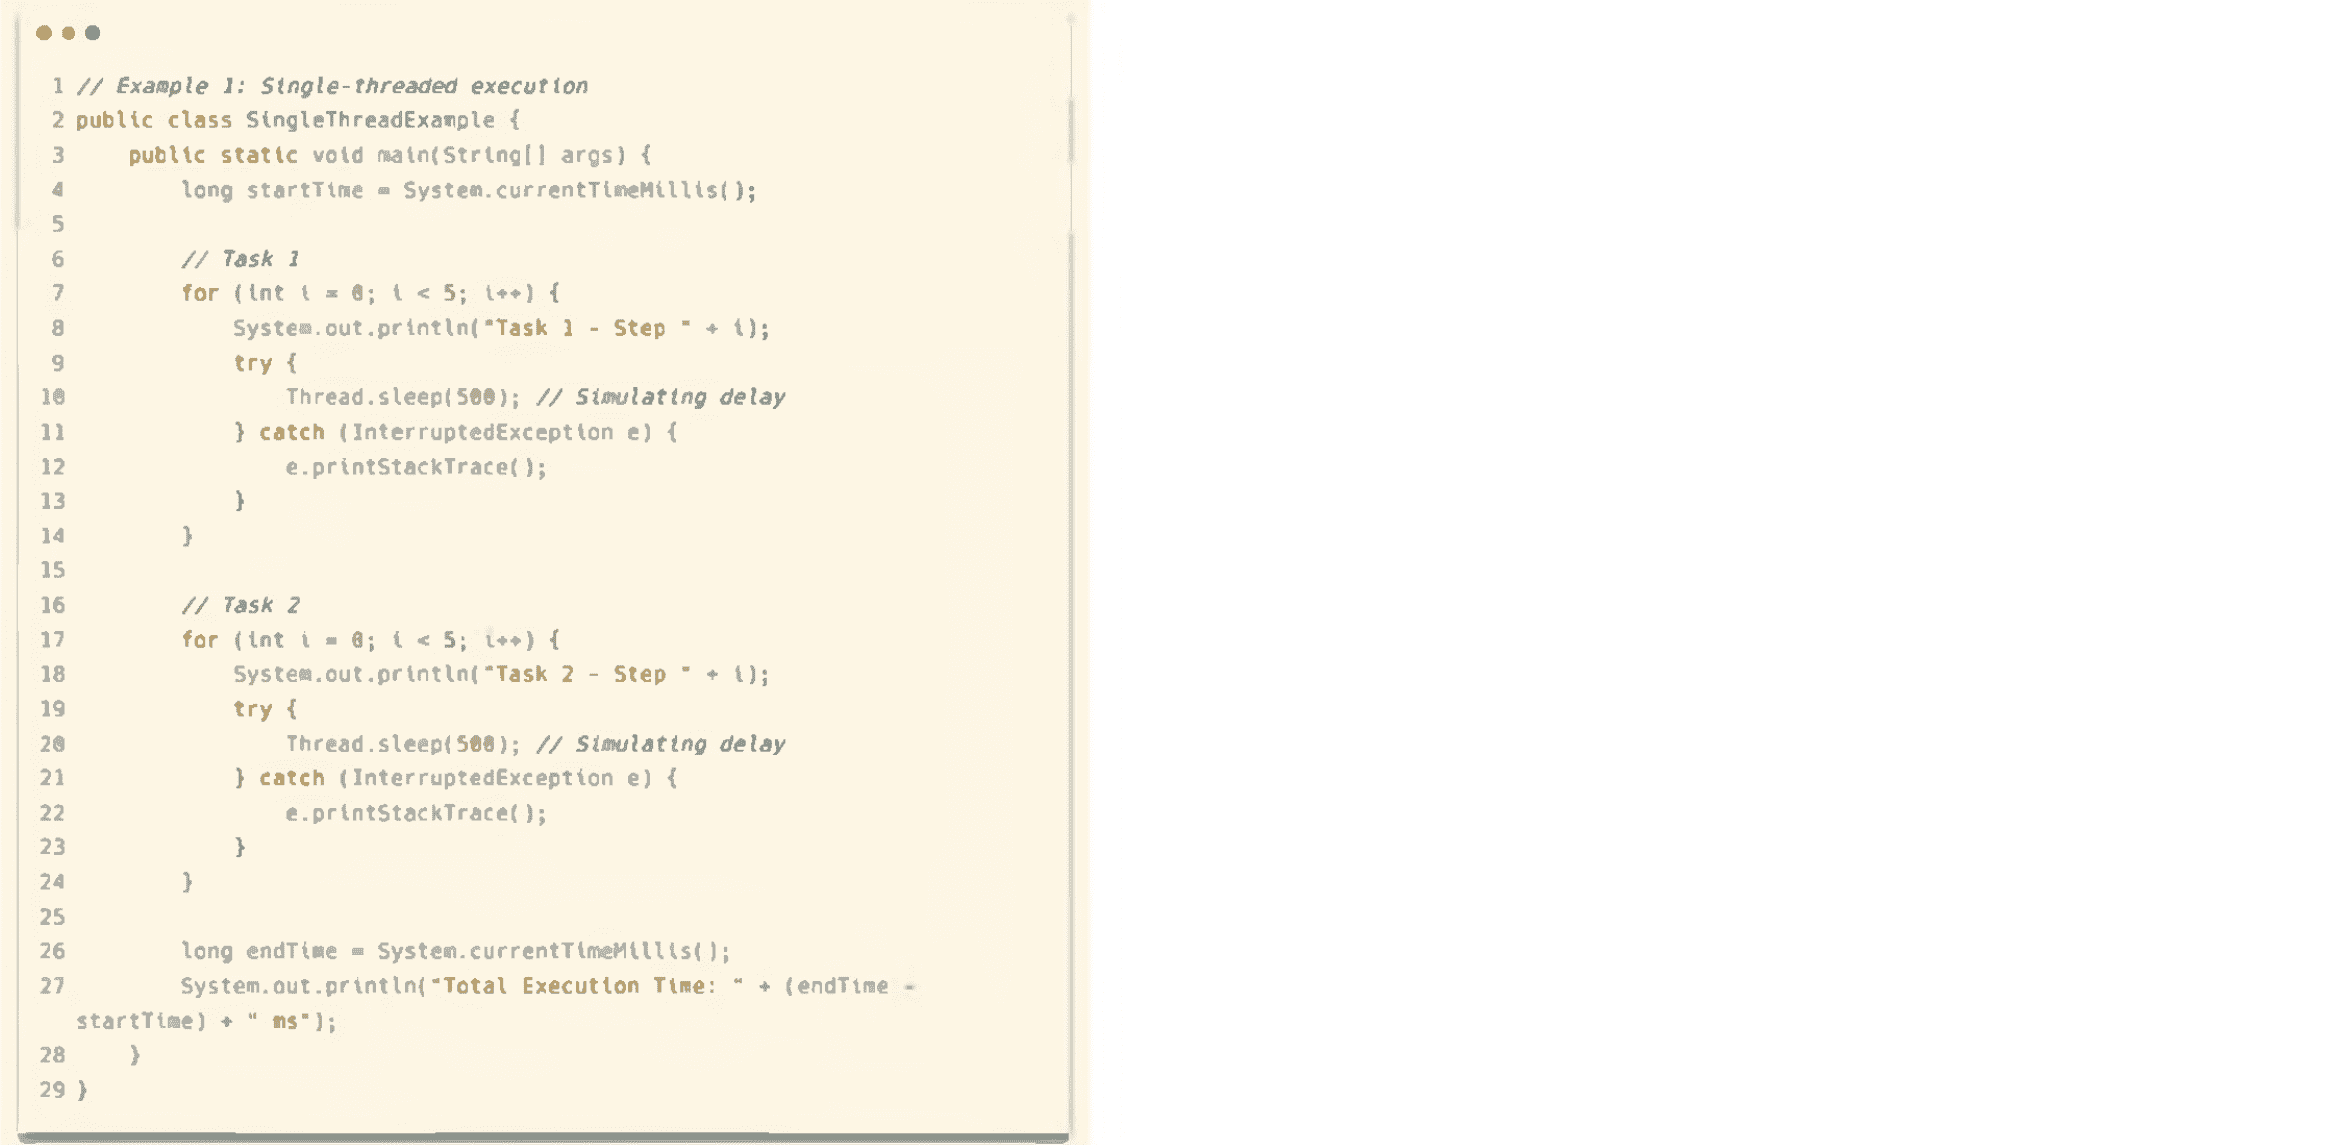 1 // Example 1: Single-threaded execution
2 public class SingleThreadExample {
3     public static void main(String[] args) {
4         long startTime = System.currentTimeMillis();
5
6         // Task 1
7         for (int i = 0; i < 5; i++) {
8             System.out.println("Task 1 - Step " + i);
9             try {
10                 Thread.sleep(500); // Simulating delay
11             } catch (InterruptedException e) {
12                 e.printStackTrace();
13             }
14         }
15
16         // Task 2
17         for (int i = 0; i < 5; i++) {
18             System.out.println("Task 2 - Step " + i);
19             try {
20                 Thread.sleep(500); // Simulating delay
21             } catch (InterruptedException e) {
22                 e.printStackTrace();
23             }
24         }
25
26         long endTime = System.currentTimeMillis();
27         System.out.println("Total Execution Time: " + (endTime -
startTime) + " ms");
28     }
29 }